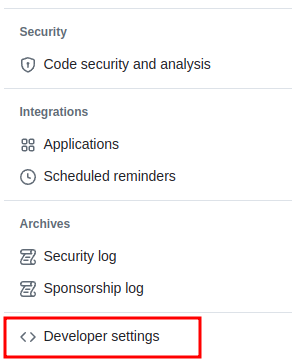 Security
Code security and analysis
Integrations
Applications
Scheduled reminders
Archives
Security log
Sponsorship log
Developer settings